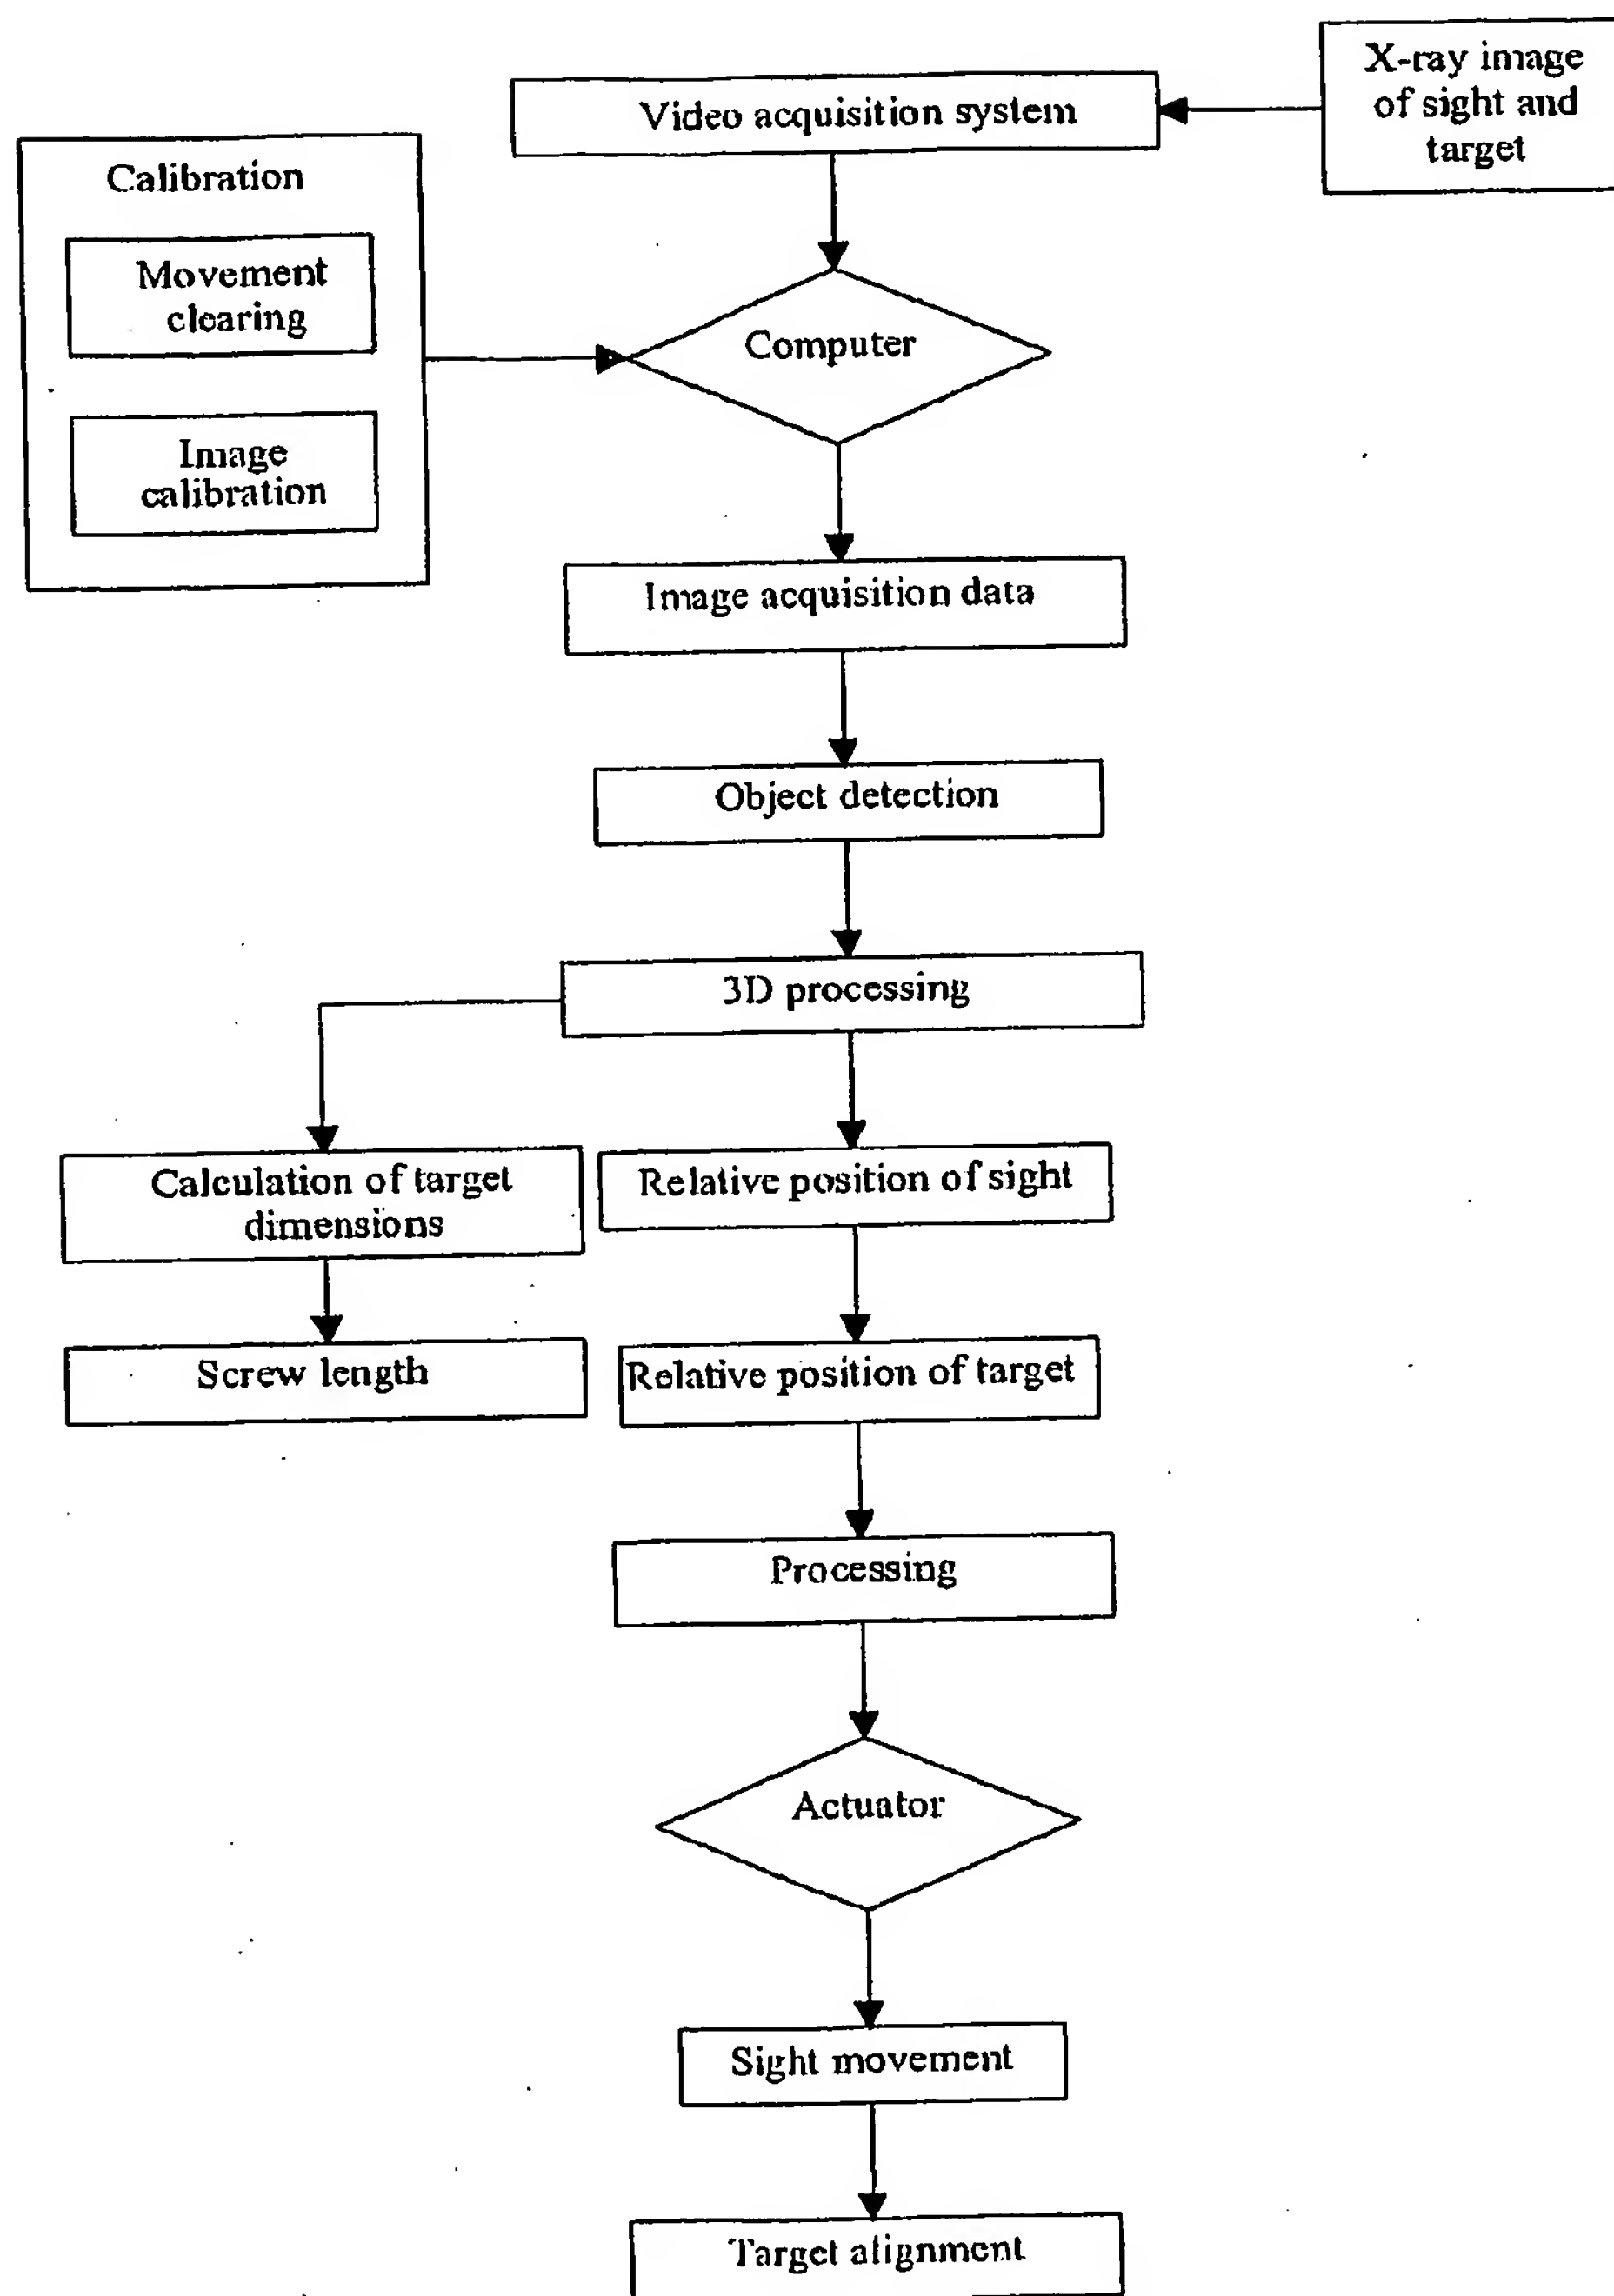 X-ray image
of sight and
target
Video acquisition system
Calibration
Movement
clearing
Image
calibration
Computer
Image acquisition data
Object detection
3D processing
Calculation of target
dimensions
Relative position of sight
Screw length
Relative position of target
Processing
Actuator
Sight movement
Target alignment